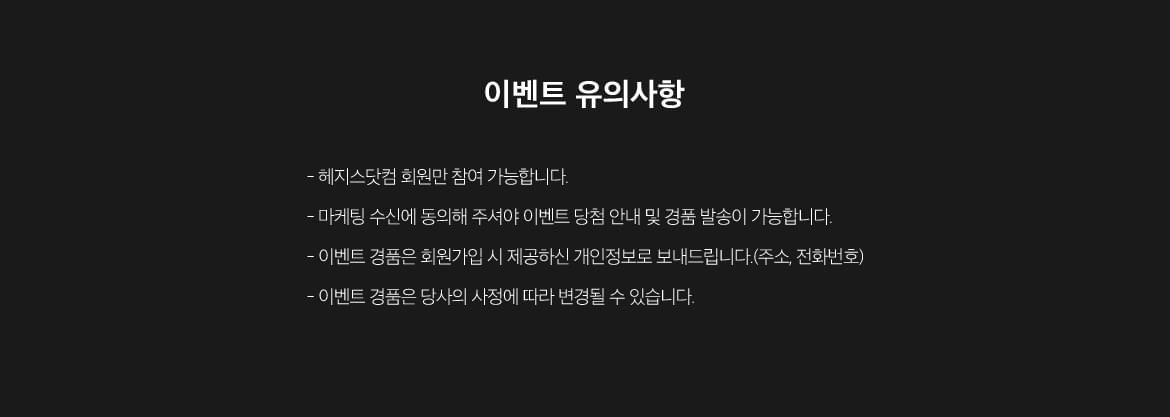 이벤트 유의사항
- 헤지스닷컴 회원만 참여 가능합니다.
- 마케팅 수신에 동의해 주셔야 이벤트 당첨 안내 및 경품 발송이 가능합니다.
- 이벤트 경품은 회원가입 시 제공하신 개인정보로 보내드립니다.(주소, 전화번호)
- 이벤트 경품은 당사의 사정에 따라 변경될 수 있습니다.